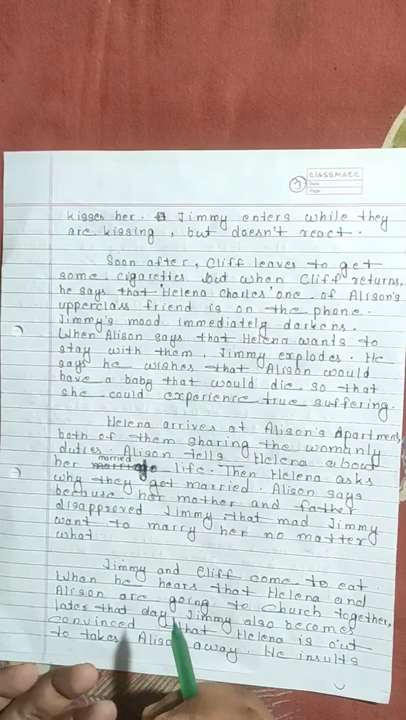 classmate
Date
Page
3
kisses her. Jimmy enters while they
are kissing, but doesn't react.
Soon after, Cliff leaves to get
some cigarettes but when Cliff returns,
he says that 'Helena Charles' one of Alison's
upperclass friend is on the phone.
Jimmy's mood immediately darkens.
When Alison says that Helena wants to
stay with them, Jimmy explodes. He
says he wishes that Alison would
have a baby that would die so that
she could experience true suffering.
Helena arrives at Alison's Apartment,
both of them sharing the womanly
duties. Alison tells Helena about
her married life. Then Helena asks
why they got married. Alison says
because her mother and father
disapproved Jimmy that mad Jimmy
want to marry her no matter
what.
Jimmy and Cliff come to eat.
When he hears that Helena and
Alison are going to Church together,
later that day Jimmy also becomes
convinced that Helena is out
to takes Alison away. He insults